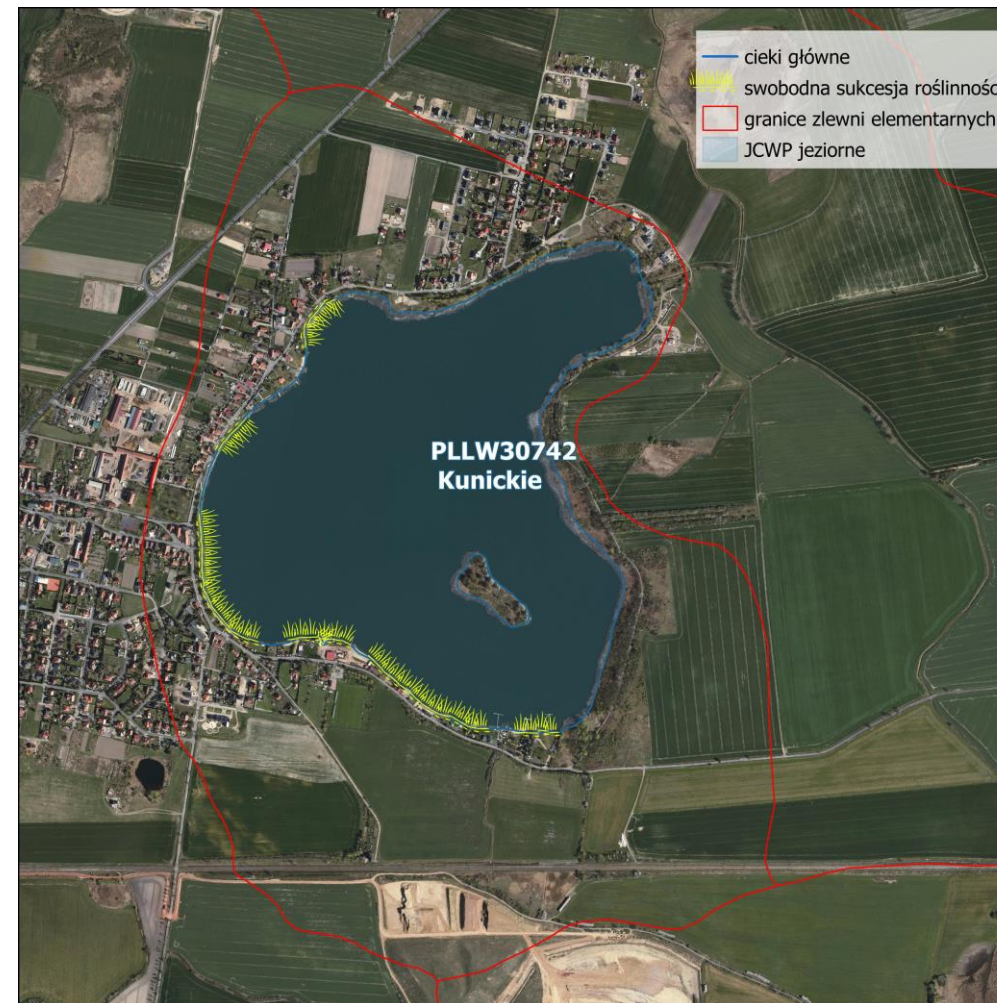 cieki główne
swobodna sukcesja roślinnośc
granice zlewni elementarnych
JCWP jeziorne
PLLW30742
Kunickie